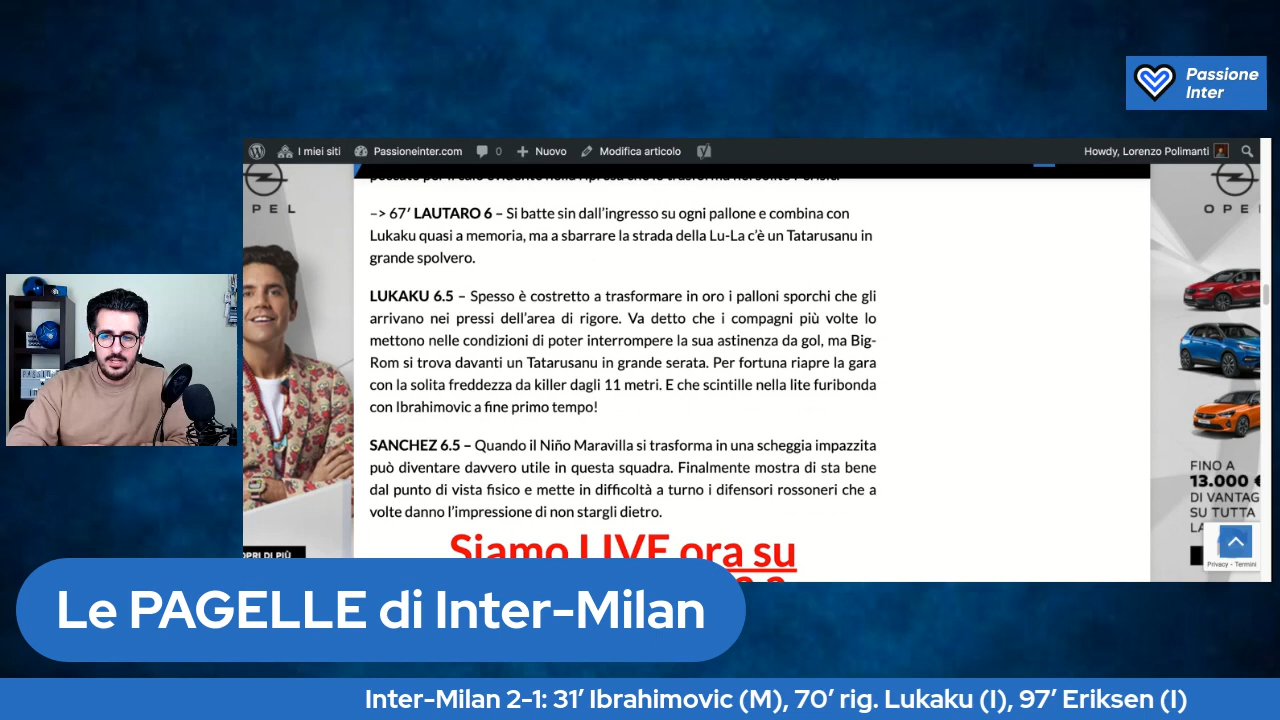 Passione
Inter
I miei siti
Passioneinter.com
0
Nuovo
Modifica articolo
Howdy, Lorenzo Polimanti
OPEL
OPE
–> 67’ LAUTARO 6 – Si batte sin dall’ingresso su ogni pallone e combina con
Lukaku quasi a memoria, ma a sbarrare la strada della Lu-La c’è un Tatarusanu in
grande spolvero.
LUKAKU 6.5 – Spesso è costretto a trasformare in oro i palloni sporchi che gli
arrivano nei pressi dell’area di rigore. Va detto che i compagni più volte lo
mettono nelle condizioni di poter interrompere la sua astinenza da gol, ma Big-
Rom si trova davanti un Tatarusanu in grande serata. Per fortuna riapre la gara
con la solita freddezza da killer dagli 11 metri. E che scintille nella lite furibonda
con Ibrahimovic a fine primo tempo!
SANCHEZ 6.5 – Quando il Niño Maravilla si trasforma in una scheggia impazzita
può diventare davvero utile in questa squadra. Finalmente mostra di sta bene
dal punto di vista fisico e mette in difficoltà a turno i difensori rossoneri che a
volte danno l’impressione di non stargli dietro.
Siamo LIVE ora su
FINO A
13.000 €
DI VANTAG
SU TUTTA
LA
OPRI DI PIÙ
Privacy - Termini
Le PAGELLE di Inter-Milan
Inter-Milan 2-1: 31’ Ibrahimovic (M), 70’ rig. Lukaku (I), 97’ Eriksen (I)